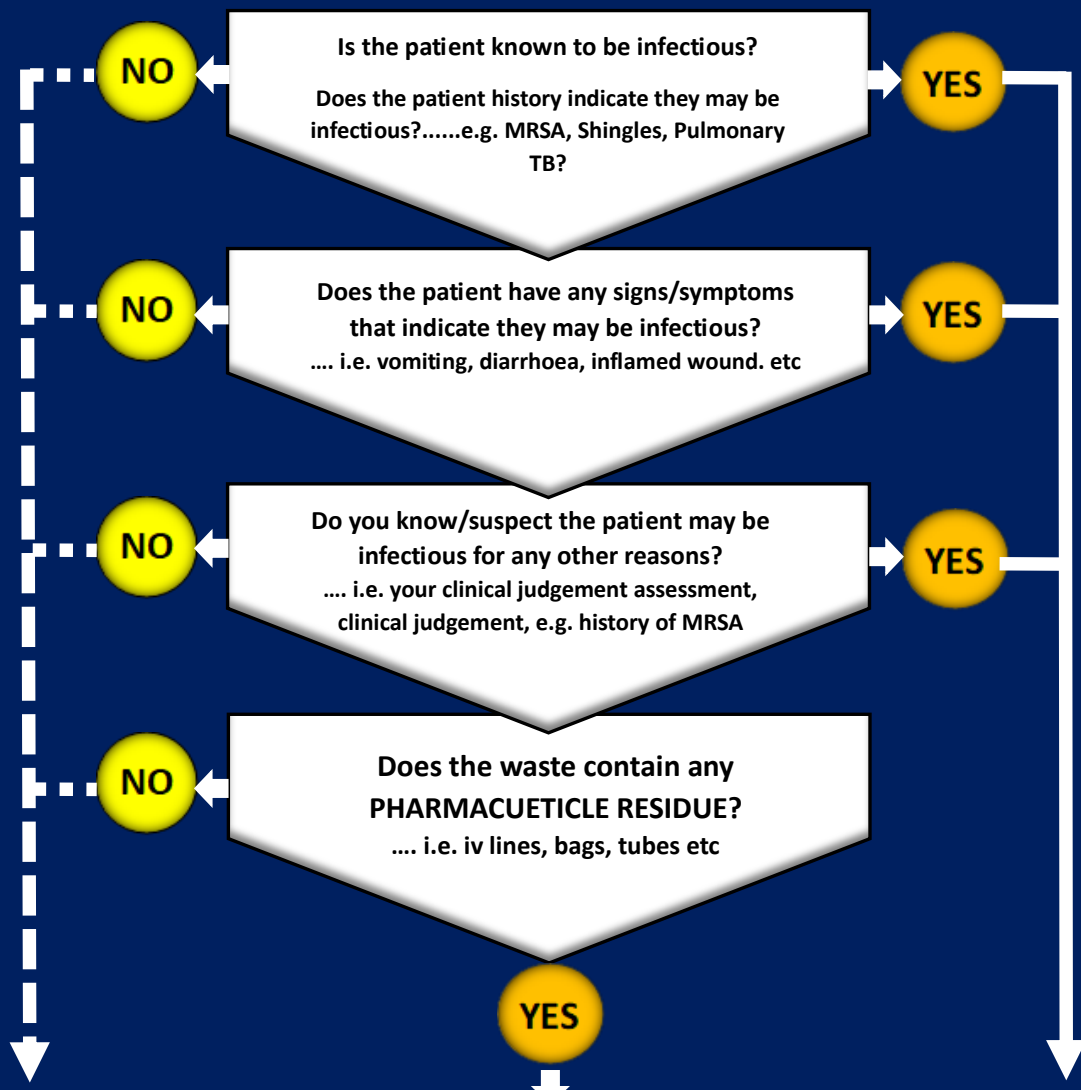 Is the patient known to be infectious?
NO
YES
Does the patient history indicate they may be
infectious?......e.g. MRSA, Shingles, Pulmonary
TB?
Does the patient have any signs/symptoms
that indicate they may be infectious?
NO
YES
.... i.e. vomiting, diarrhoea, inflamed wound. etc
Do you know/suspect the patient may be
infectious for any other reasons?
NO
YES
.... i.e. your clinical judgement assessment,
clinical judgement, e.g. history of MRSA
Does the waste contain any
NO
PHARMACUETICLE RESIDUE?
.... i.e. iv lines, bags, tubes etc
YES